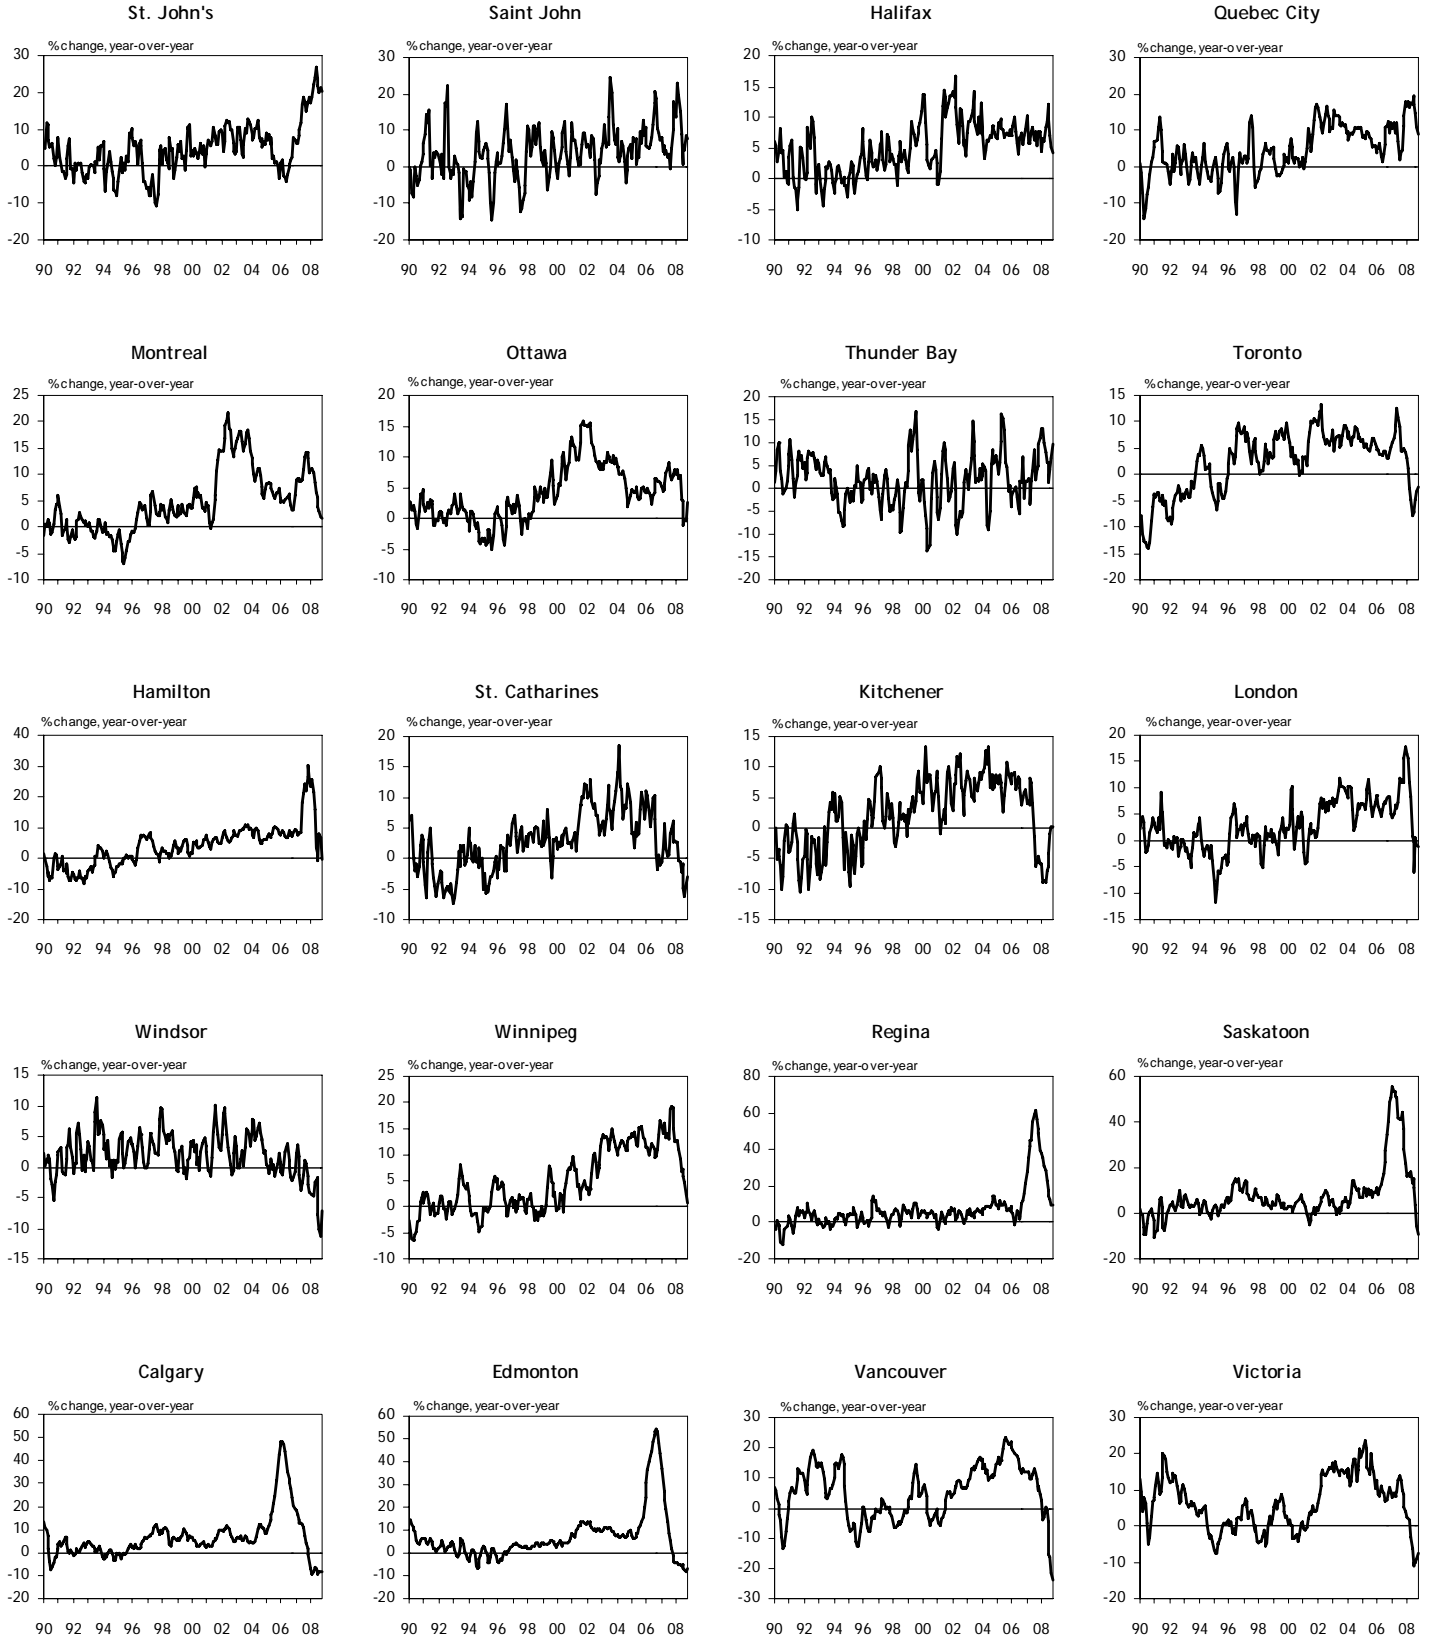 St. John's Saint John Halifax Quebec City
% change, year-over-year % change, year-over-year % change, year-over-year % change, year-over-year
30 30 20 30
20 20 15 20
10 10 10 10
0 0 5 0
-10 -10 0 -10
-20 -20 -5 -20
-10
90 92 94 96 98 00 02 04 06 08 90 92 94 96 98 00 02 04 06 08 90 92 94 96 98 00 02 04 06 08 90 92 94 96 98 00 02 04 06 08
Montreal Ottawa Thunder Bay Toronto
% change, year-over-year % change, year-over-year % change, year-over-year % change, year-over-year
25 20 20 15
20 15 15 10
15 10 10 5
10 5 5 0
5 0 0 -5
0 -5 -5 -10
-5 -10 -10 -15
-10 -15 -20
-20
90 92 94 96 98 00 02 04 06 08 90 92 94 96 98 00 02 04 06 08 90 92 94 96 98 00 02 04 06 08 90 92 94 96 98 00 02 04 06 08
Hamilton St. Catharines Kitchener London
% change, year-over-year % change, year-over-year % change, year-over-year % change, year-over-year
40 20 15 20
30 15 10 15
20 10 5 10
10 5 0 5
0 0 -5 0
-10 -5 -10 -5
-20 -10 -15 -10
-15
90 92 94 96 98 00 02 04 06 08 90 92 94 96 98 00 02 04 06 08 90 92 94 96 98 00 02 04 06 08 90 92 94 96 98 00 02 04 06 08
Windsor Winnipeg Regina Saskatoon
% change, year-over-year % change, year-over-year % change, year-over-year % change, year-over-year
15 25 80 60
10 20 60 40
5 15 40 20
0 10 20 0
-5 5 0 -20
-10 0 -20
-15 -5
-10
90 92 94 96 98 00 02 04 06 08 90 92 94 96 98 00 02 04 06 08 90 92 94 96 98 00 02 04 06 08 90 92 94 96 98 00 02 04 06 08
Calgary Edmonton Vancouver Victoria
% change, year-over-year % change, year-over-year % change, year-over-year % change, year-over-year
60 60 30 30
50 50 20 20
40 40 10 10
30 30 0 0
20 20 -10 -10
10 10 -20 -20
0 0 -30
-10 -10
-20 -20
90 92 94 96 98 00 02 04 06 08 90 92 94 96 98 00 02 04 06 08 90 92 94 96 98 00 02 04 06 08 90 92 94 96 98 00 02 04 06 08